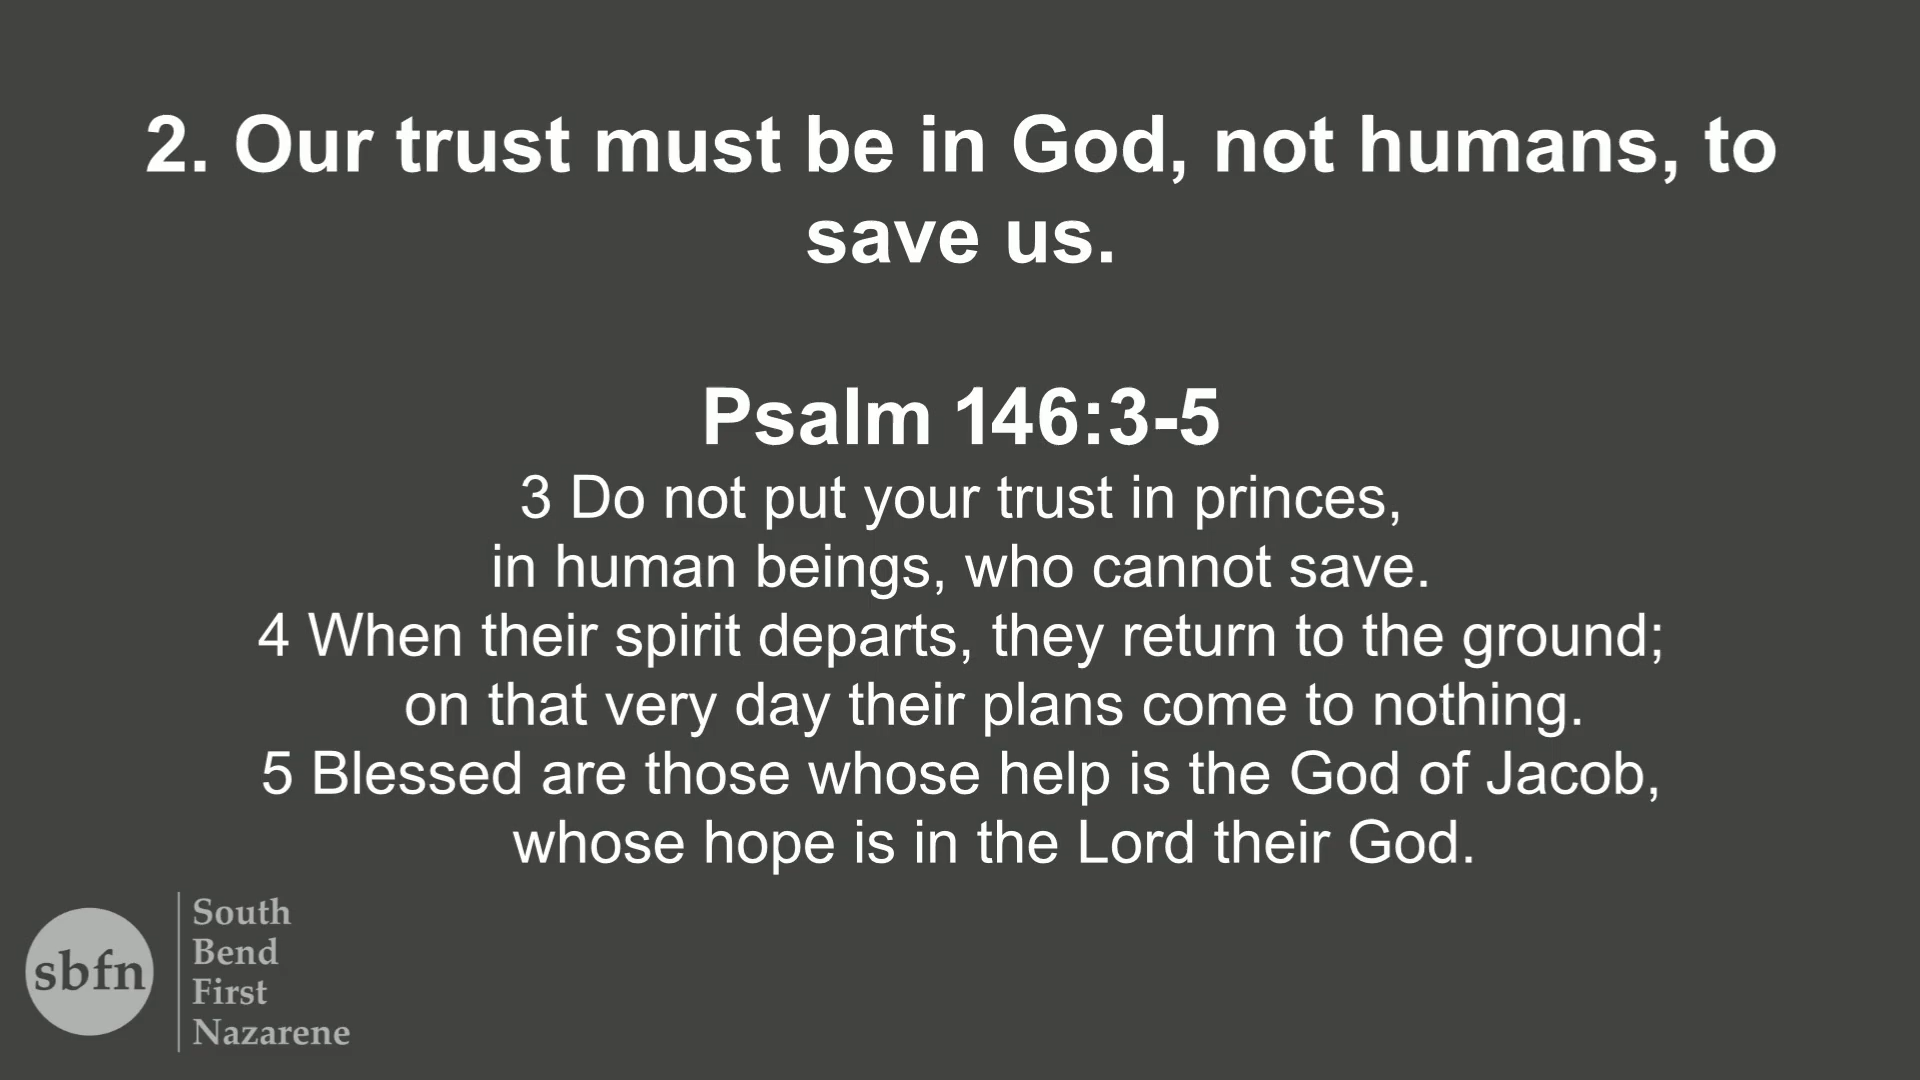 2. Our trust must be in God, not humans, to
save us.
Psalm 146:3-5
3 Do not put your trust in princes,
in human beings, who cannot save.
4 When their spirit departs, they return to the ground;
on that very day their plans come to nothing.
5 Blessed are those whose help is the God of Jacob,
whose hope is in the Lord their God.
sbfn
South
Bend
First
Nazarene